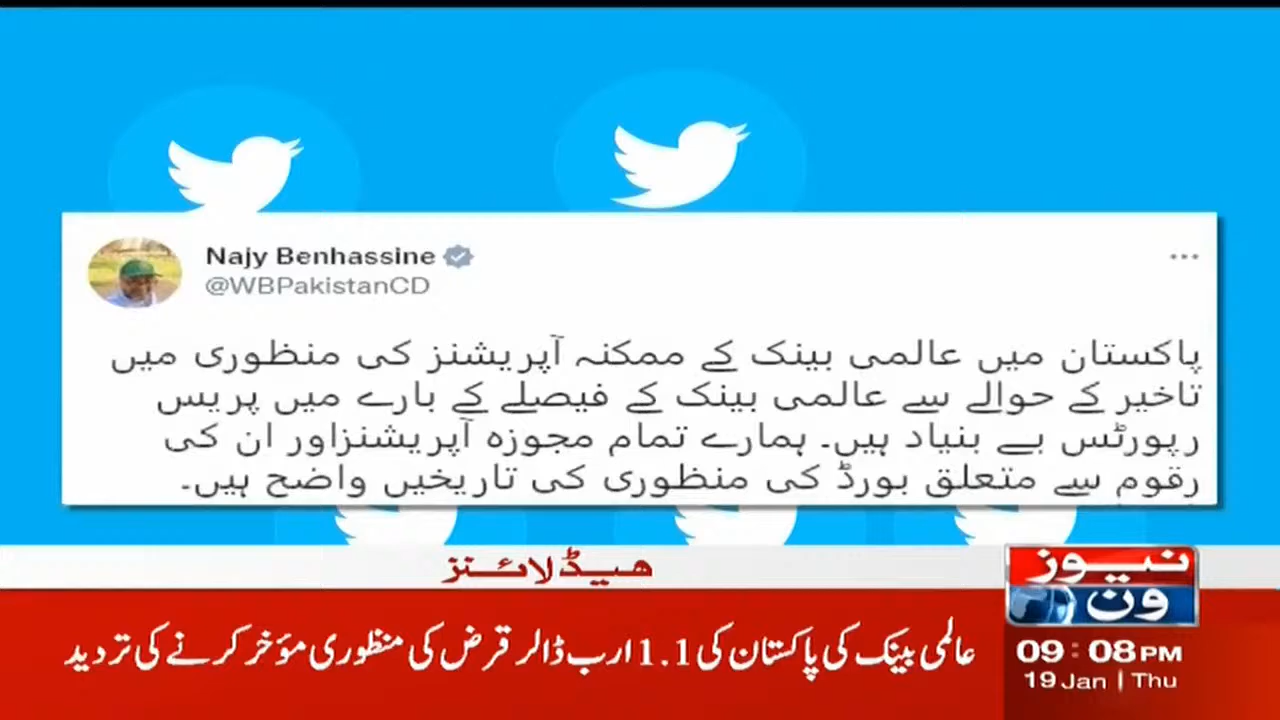 Najy Benhassine
@WBPakistanCD
پاکستان میں عالمی بینک کے ممکنہ آپریشنز کی منظوری میں
تاخیر کے حوالے سے عالمی بینک کے فیصلے کے بارے میں پریس
رپورٹس بے بنیاد ہیں۔ ہمارے تمام مجوزہ آپریشنزاور ان کی
رقوم سے متعلق بورڈ کی منظوری کی تاریخیں واضح ہیں۔
ہیڈلائنز
نیوز
ون
عالمی بینک کی پاکستان کی 1.1 ارب ڈالر قرض کی منظوری مؤخر کرنے کی تردید
09:08 PM
19 Jan | Thu